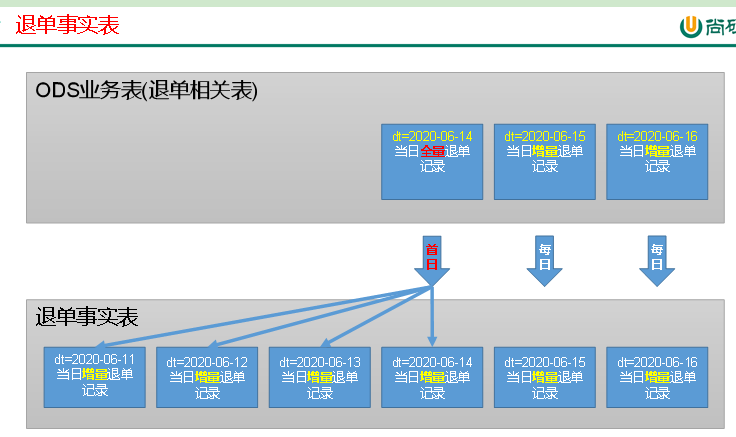 退单事实表
尚硅
ODS业务表(退单相关表)
dt=2020-06-14
当日全量退单
记录
dt=2020-06-15
当日增量退单
记录
dt=2020-06-16
当日增量退单
记录
首日
每日
每日
退单事实表
dt=2020-06-11
当日增量退单
记录
dt=2020-06-12
当日增量退单
记录
dt=2020-06-13
当日增量退单
记录
dt=2020-06-14
当日增量退单
记录
dt=2020-06-15
当日增量退单
记录
dt=2020-06-16
当日增量退单
记录